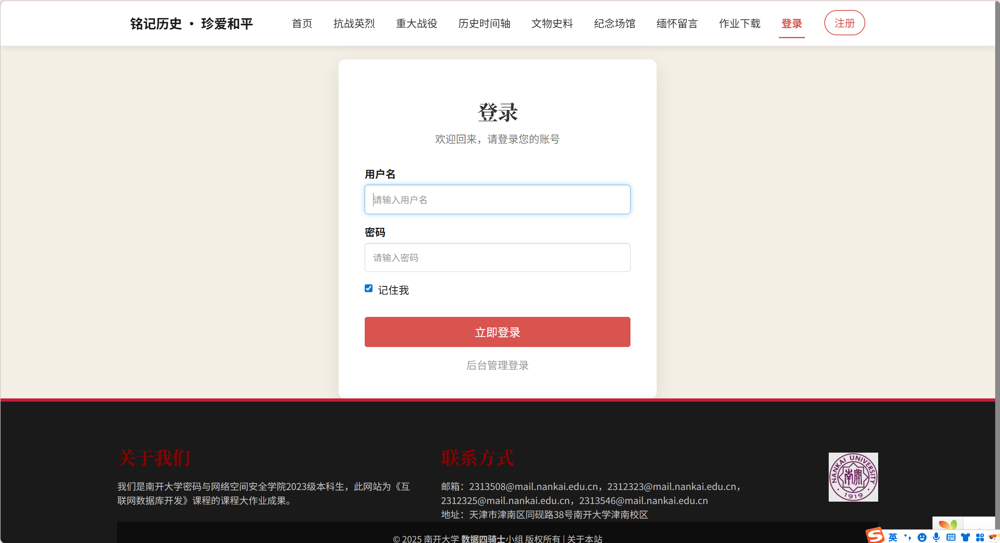 铭记历史 · 珍爱和平 首页 抗战英烈 重大战役 历史时间轴 文物史料 纪念场馆 缅怀留言 作业下载 登录 注册
登录
欢迎回来，请登录您的账号
用户名
请输入用户名
密码
请输入密码
记住我
立即登录
后台管理登录
关于我们
我们是南开大学密码与网络空间安全学院2023级本科生，此网站为《互
联网数据库开发》课程的课程大作业成果。
联系方式
邮箱：2313508@mail.nankai.edu.cn，2312323@mail.nankai.edu.cn，
2312325@mail.nankai.edu.cn，2313546@mail.nankai.edu.cn
地址：天津市津南区同砚路38号南开大学津南校区
NANKAI UNIVERSITY
南開
1919
© 2025 南开大学 数据四骑士小组 版权所有 | 关于本站
S 英